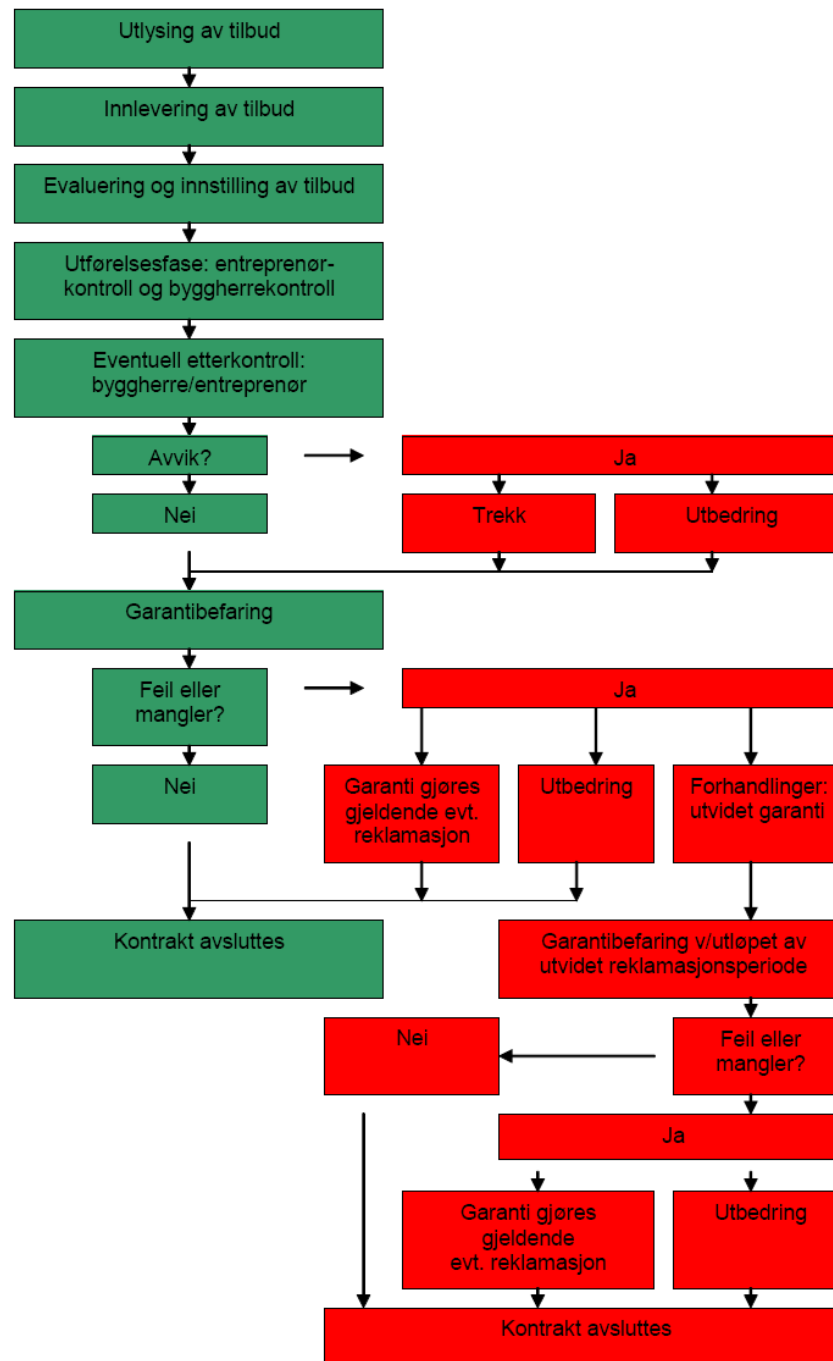 Utlysing av tilbud
Innlevering av tilbud
Evaluering og innstilling av tilbud
Utførelsesfase: entreprenør-
kontroll og byggherrekontroll
Eventuell etterkontroll:
byggherre/entreprenør
Avvik?
Ja
Nei
Trekk
Utbedring
Garantibefaring
Feil eller
mangler?
Ja
Nei
Garanti gjøres
gjeldende evt.
reklamasjon
Utbedring
Forhandlinger:
utvidet garanti
Kontrakt avsluttes
Garantibefaring v/utløpet av
utvidet reklamasjonsperiode
Nei
Feil eller
mangler?
Ja
Garanti gjøres
gjeldende
evt. reklamasjon
Utbedring
Kontrakt avsluttes